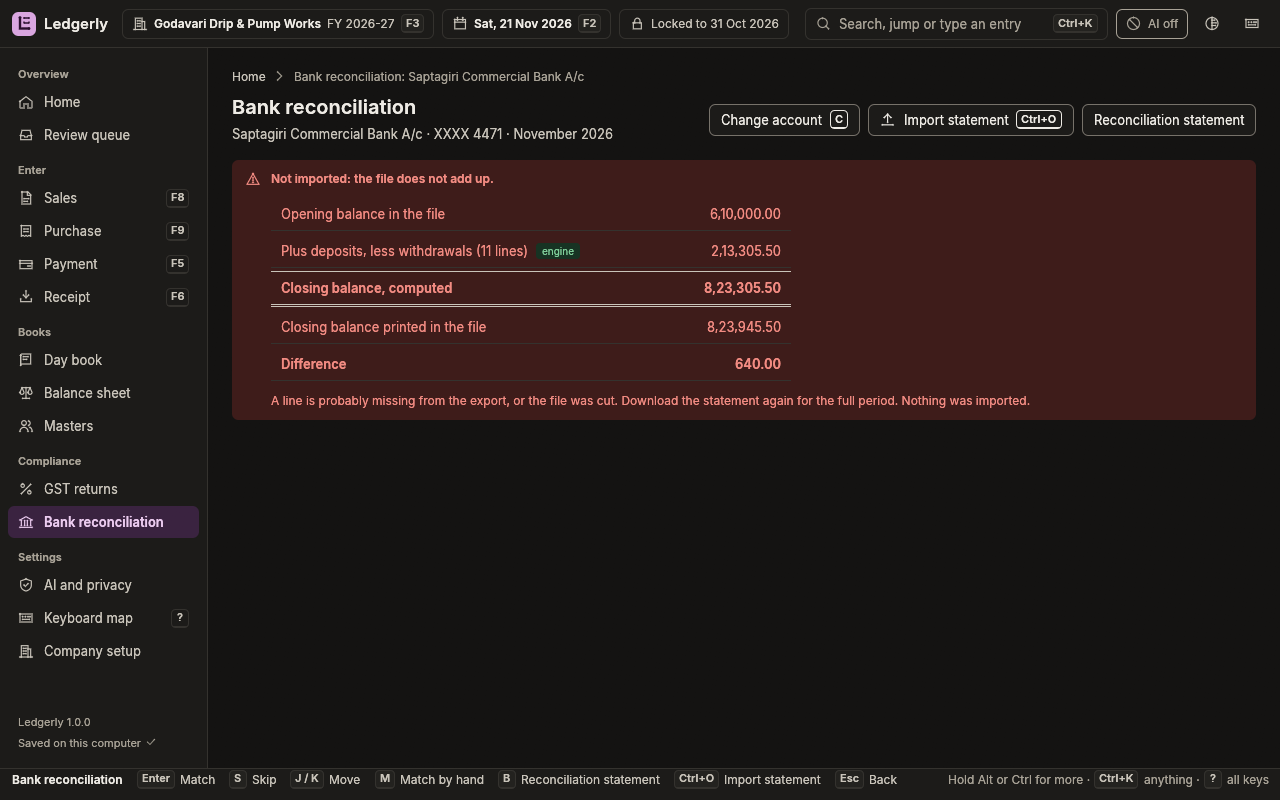 Ledgerly
Godavari Drip & Pump Works FY 2026-27 F3
Sat, 21 Nov 2026 F2
Locked to 31 Oct 2026
Search, jump or type an entry Ctrl+K
AI off
Overview
Home
Review queue
Enter
Sales F8
Purchase F9
Payment F5
Receipt F6
Books
Day book
Balance sheet
Masters
Compliance
GST returns
Bank reconciliation
Settings
AI and privacy
Keyboard map ?
Company setup
Ledgerly 1.0.0
Saved on this computer
Home Bank reconciliation: Saptagiri Commercial Bank A/c
Bank reconciliation
Saptagiri Commercial Bank A/c · XXXX 4471 · November 2026
Change account C
Import statement Ctrl+O
Reconciliation statement
Not imported: the file does not add up.
Opening balance in the file 6,10,000.00
Plus deposits, less withdrawals (11 lines) engine 2,13,305.50
Closing balance, computed 8,23,305.50
Closing balance printed in the file 8,23,945.50
Difference 640.00
A line is probably missing from the export, or the file was cut. Download the statement again for the full period. Nothing was imported.
Bank reconciliation Enter Match S Skip J / K Move M Match by hand B Reconciliation statement Ctrl+O Import statement Esc Back Hold Alt or Ctrl for more · Ctrl+K anything · ? all keys